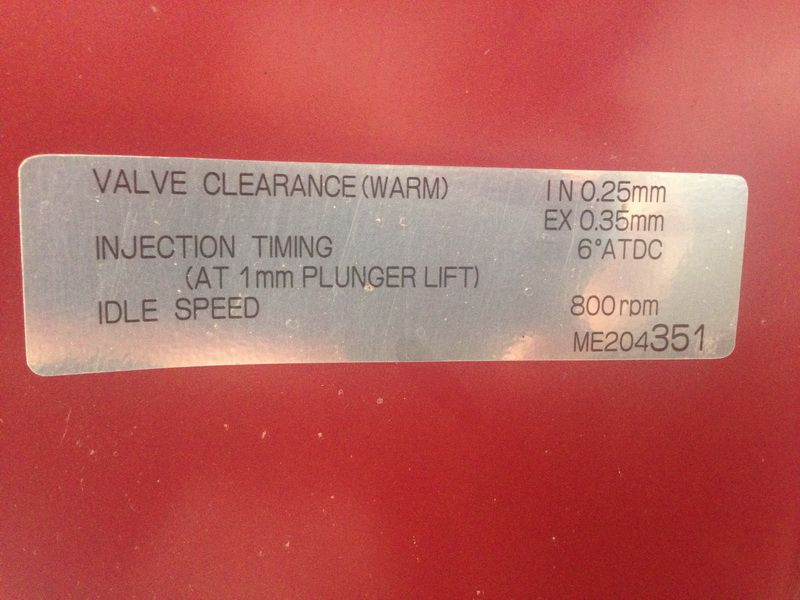 VALVE CLEARANCE (WARM) IN 0.25mm
EX 0.35mm
INJECTION TIMING 6°ATDC
(AT 1mm PLUNGER LIFT)
IDLE SPEED 800rpm
ME204351